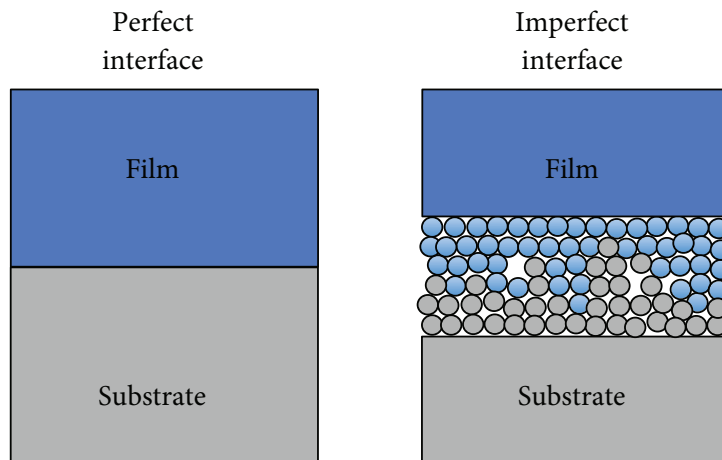 Perfect
interface
Film
Substrate
Imperfect
interface
Film
Substrate